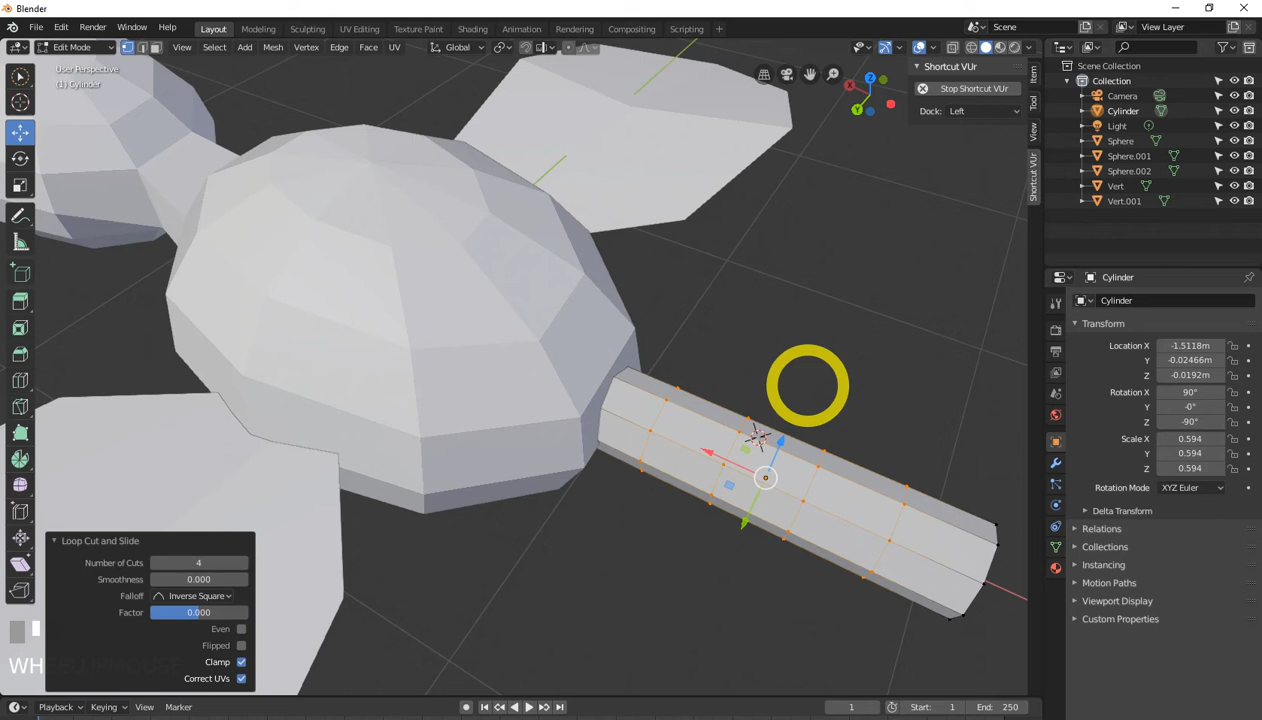 Blender
File Edit Render Window Help Layout Modeling Sculpting UV Editing Texture Paint Shading Animation Rendering Compositing Scripting + Scene View Layer
Edit Mode View Select Add Mesh Vertex Edge Face UV Global
User Perspective
(1) Cylinder
X
Y
Z
Shortcut VUr
Stop Shortcut VUr
Dock: Left
Item
Tool
View
Shortcut VUr
Scene Collection
Collection
Camera
Cylinder
Light
Sphere
Sphere.001
Sphere.002
Vert
Vert.001
Cylinder
Cylinder
Transform
Location X -1.5118m
Y -0.02466m
Z -0.0192m
Rotation X 90°
Y -0°
Z -90°
Scale X 0.594
Y 0.594
Z 0.594
Rotation Mode XYZ Euler
Delta Transform
Relations
Collections
Instancing
Motion Paths
Viewport Display
Custom Properties
Loop Cut and Slide
Number of Cuts 4
Smoothness 0.000
Falloff Inverse Square
Factor 0.000
Even
Flipped
Clamp
Correct UVs
Playback Keying View Marker 1 Start: 1 End: 250